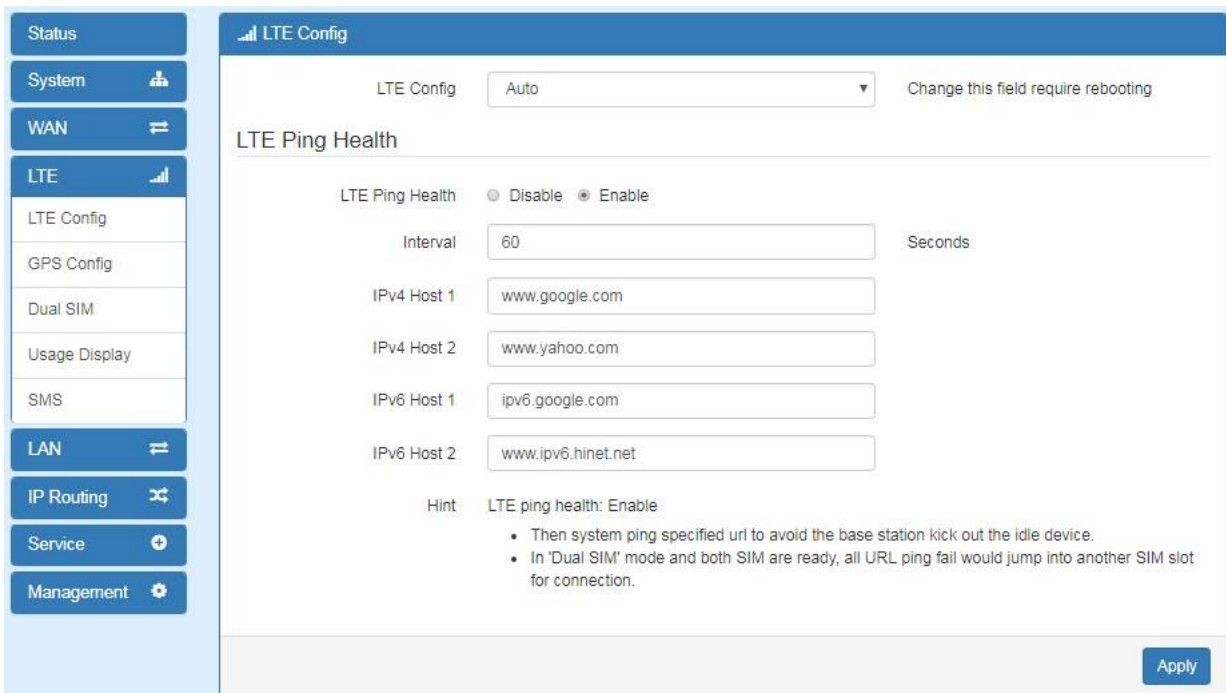 Status
System
WAN
LTE
LTE Config
GPS Config
Dual SIM
Usage Display
SMS
LAN
IP Routing
Service
Management
LTE Config
LTE Config Auto Change this field require rebooting
LTE Ping Health
LTE Ping Health Disable Enable
Interval 60 Seconds
IPv4 Host 1 www.google.com
IPv4 Host 2 www.yahoo.com
IPv6 Host 1 ipv6.google.com
IPv6 Host 2 www.ipv6.hinet.net
Hint LTE ping health: Enable
• Then system ping specified url to avoid the base station kick out the idle device.
• In 'Dual SIM' mode and both SIM are ready, all URL ping fail would jump into another SIM slot
for connection.
Apply